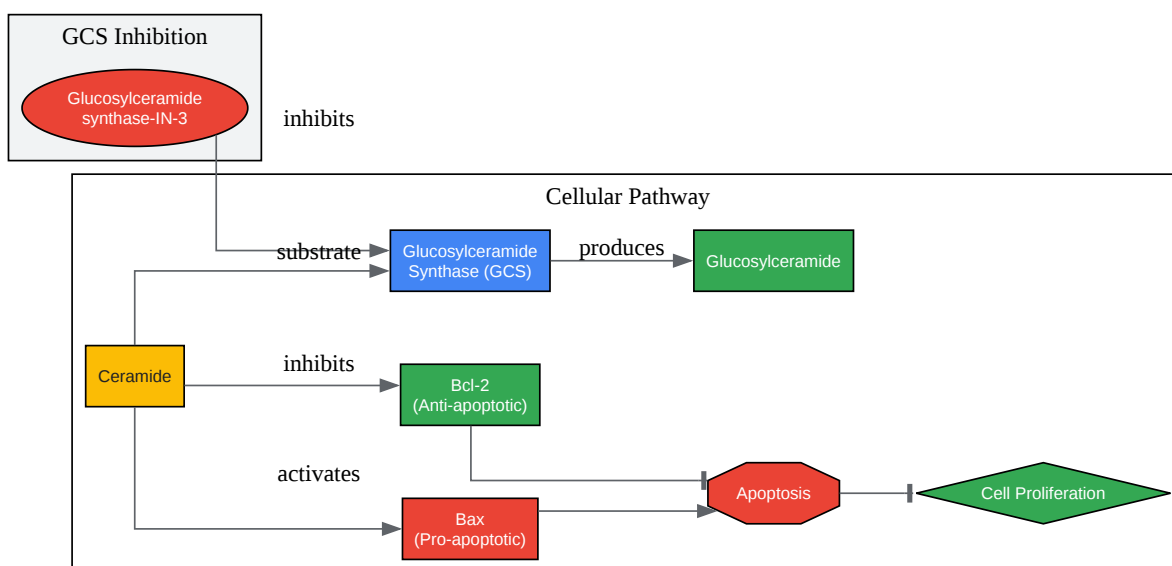 GCS Inhibition
Glucosylceramide
synthase-IN-3
inhibits
Cellular Pathway
substrate
Glucosylceramide
Synthase (GCS)
produces
Glucosylceramide
Ceramide
inhibits
Bcl-2
(Anti-apoptotic)
activates
Bax
(Pro-apoptotic)
Apoptosis
Cell Proliferation